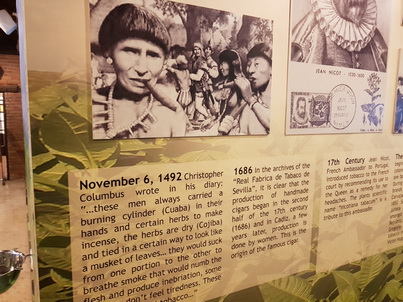 JEAN NICOT - 1530-1600
November 6, 1492 Christopher
Columbus wrote in his diary:
"...these men always carried a
burning cylinder (Cuaba) in their
hands and certain herbs to make
incense, the herbs are dry (Cojiba)
and tied in a certain way to look like
a musket of leaves... they would suck
from one portion to the other to
breathe smoke that would numb the
flesh and produce inebriation, some
don't feel tiredness. These
tobacco..."
1686 In the archives of the
"Real Fabrica de Tabaco de
Sevilla", it is clear that the
production of handmade
cigars began in the second
half of the 17th century
(1686) and in Cadiz, a few
years later, production is
done by women. This is the
origin of the famous cigar.
17th Century Jean Nicot,
French ambassador to Portugal,
introduced tobacco to the French
court by recommending its use to
the Queen as a remedy for her
headaches. The plant's scientific
name "nicotiana tabacum" is a
tribute to this ambassador.